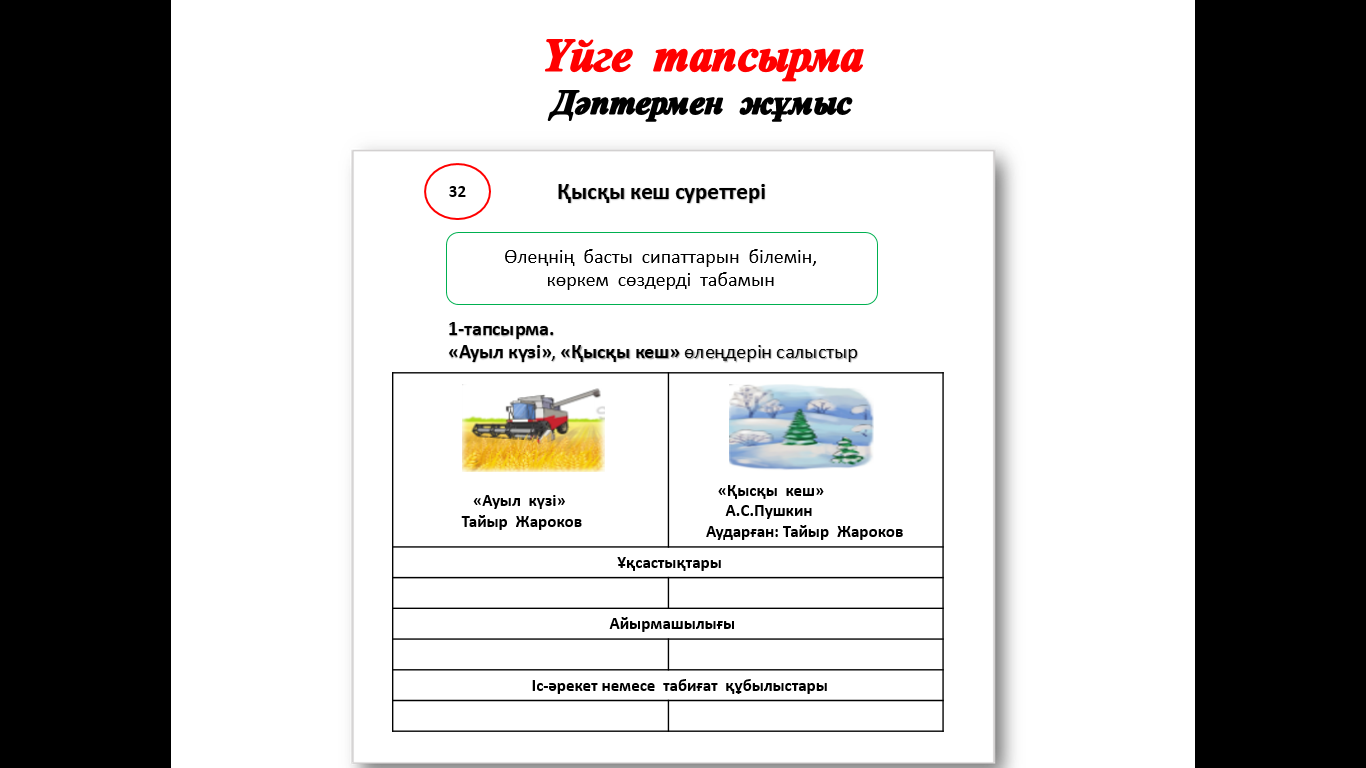 Үйге тапсырма
Дәптермен жұмыс
32
Қысқы кеш суреттері
Өлеңнің басты сипаттарын білемін,
көркем сөздерді табамын
1-тапсырма.
«Ауыл күзі», «Қысқы кеш» өлеңдерін салыстыр
«Ауыл күзі»
Тайыр Жароков
«Қысқы кеш»
А.С.Пушкин
Аударған: Тайыр Жароков
Ұқсастықтары
Айырмашылығы
Іс-әрекет немесе табиғат құбылыстары